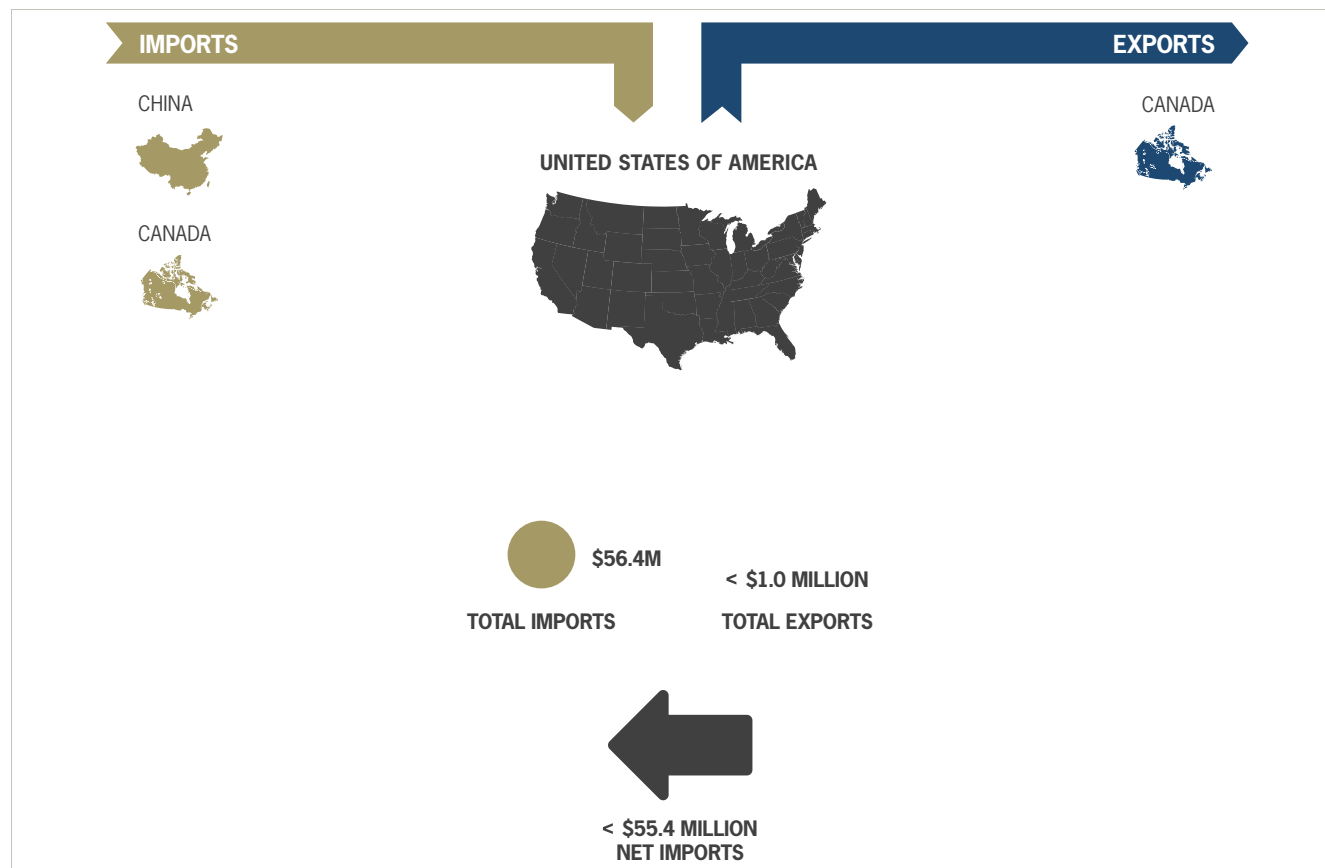 IMPORTS
EXPORTS
CHINA
CANADA
CANADA
UNITED STATES OF AMERICA
$56.4M
< $1.0 MILLION
TOTAL IMPORTS
TOTAL EXPORTS
< $55.4 MILLION
NET IMPORTS